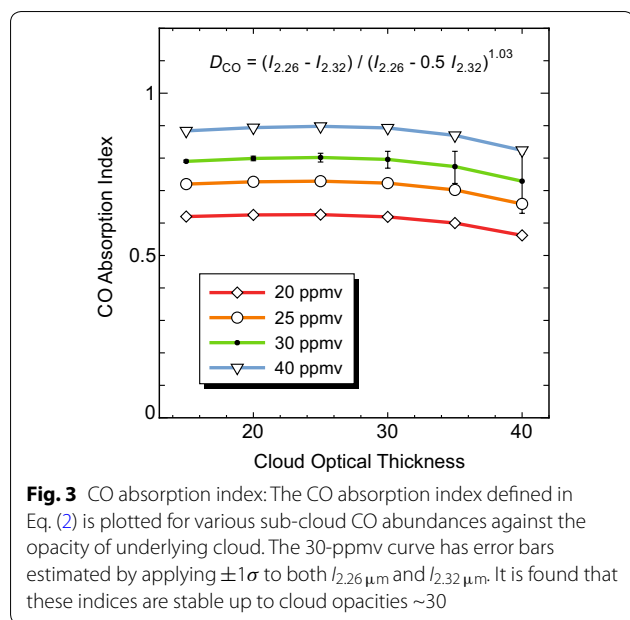 D_CO = (I_2.26 - I_2.32) / (I_2.26 - 0.5 I_2.32)^1.03
1
CO Absorption Index
0.5
20 ppmv
25 ppmv
30 ppmv
40 ppmv
0
20 30 40
Cloud Optical Thickness
Fig. 3 CO absorption index: The CO absorption index defined in
Eq. (2) is plotted for various sub-cloud CO abundances against the
opacity of underlying cloud. The 30-ppmv curve has error bars
estimated by applying ±1σ to both I_2.26 μm and I_2.32 μm. It is found that
these indices are stable up to cloud opacities ~30